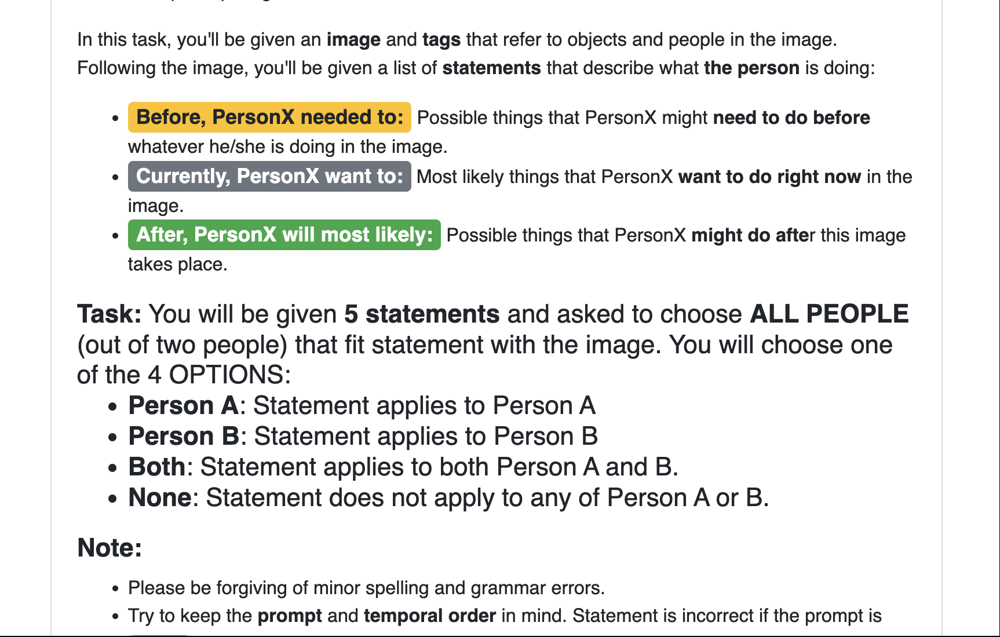 In this task, you'll be given an image and tags that refer to objects and people in the image.
Following the image, you'll be given a list of statements that describe what the person is doing:
• Before, PersonX needed to: Possible things that PersonX might need to do before
whatever he/she is doing in the image.
• Currently, PersonX want to: Most likely things that PersonX want to do right now in the
image.
• After, PersonX will most likely: Possible things that PersonX might do after this image
takes place.
Task: You will be given 5 statements and asked to choose ALL PEOPLE
(out of two people) that fit statement with the image. You will choose one
of the 4 OPTIONS:
• Person A: Statement applies to Person A
• Person B: Statement applies to Person B
• Both: Statement applies to both Person A and B.
• None: Statement does not apply to any of Person A or B.
Note:
• Please be forgiving of minor spelling and grammar errors.
• Try to keep the prompt and temporal order in mind. Statement is incorrect if the prompt is